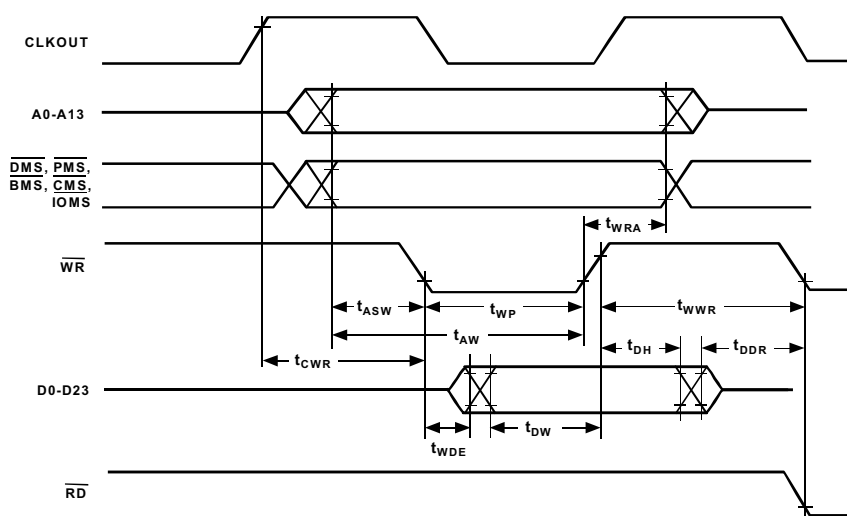 CLKOUT
A0-A13
DMS, PMS,
BMS, CMS,
IOMS
tWRA
WR
tASW
tWP
tWWR
tAW
tCWR
tDH
tDDR
D0-D23
tDW
tWDE
RD